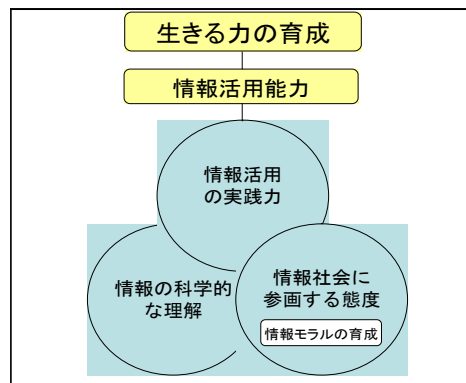 生きる力の育成
情報活用能力
情報活用
の実践力
情報の科学的
な理解
情報社会に
参画する態度
情報モラルの育成